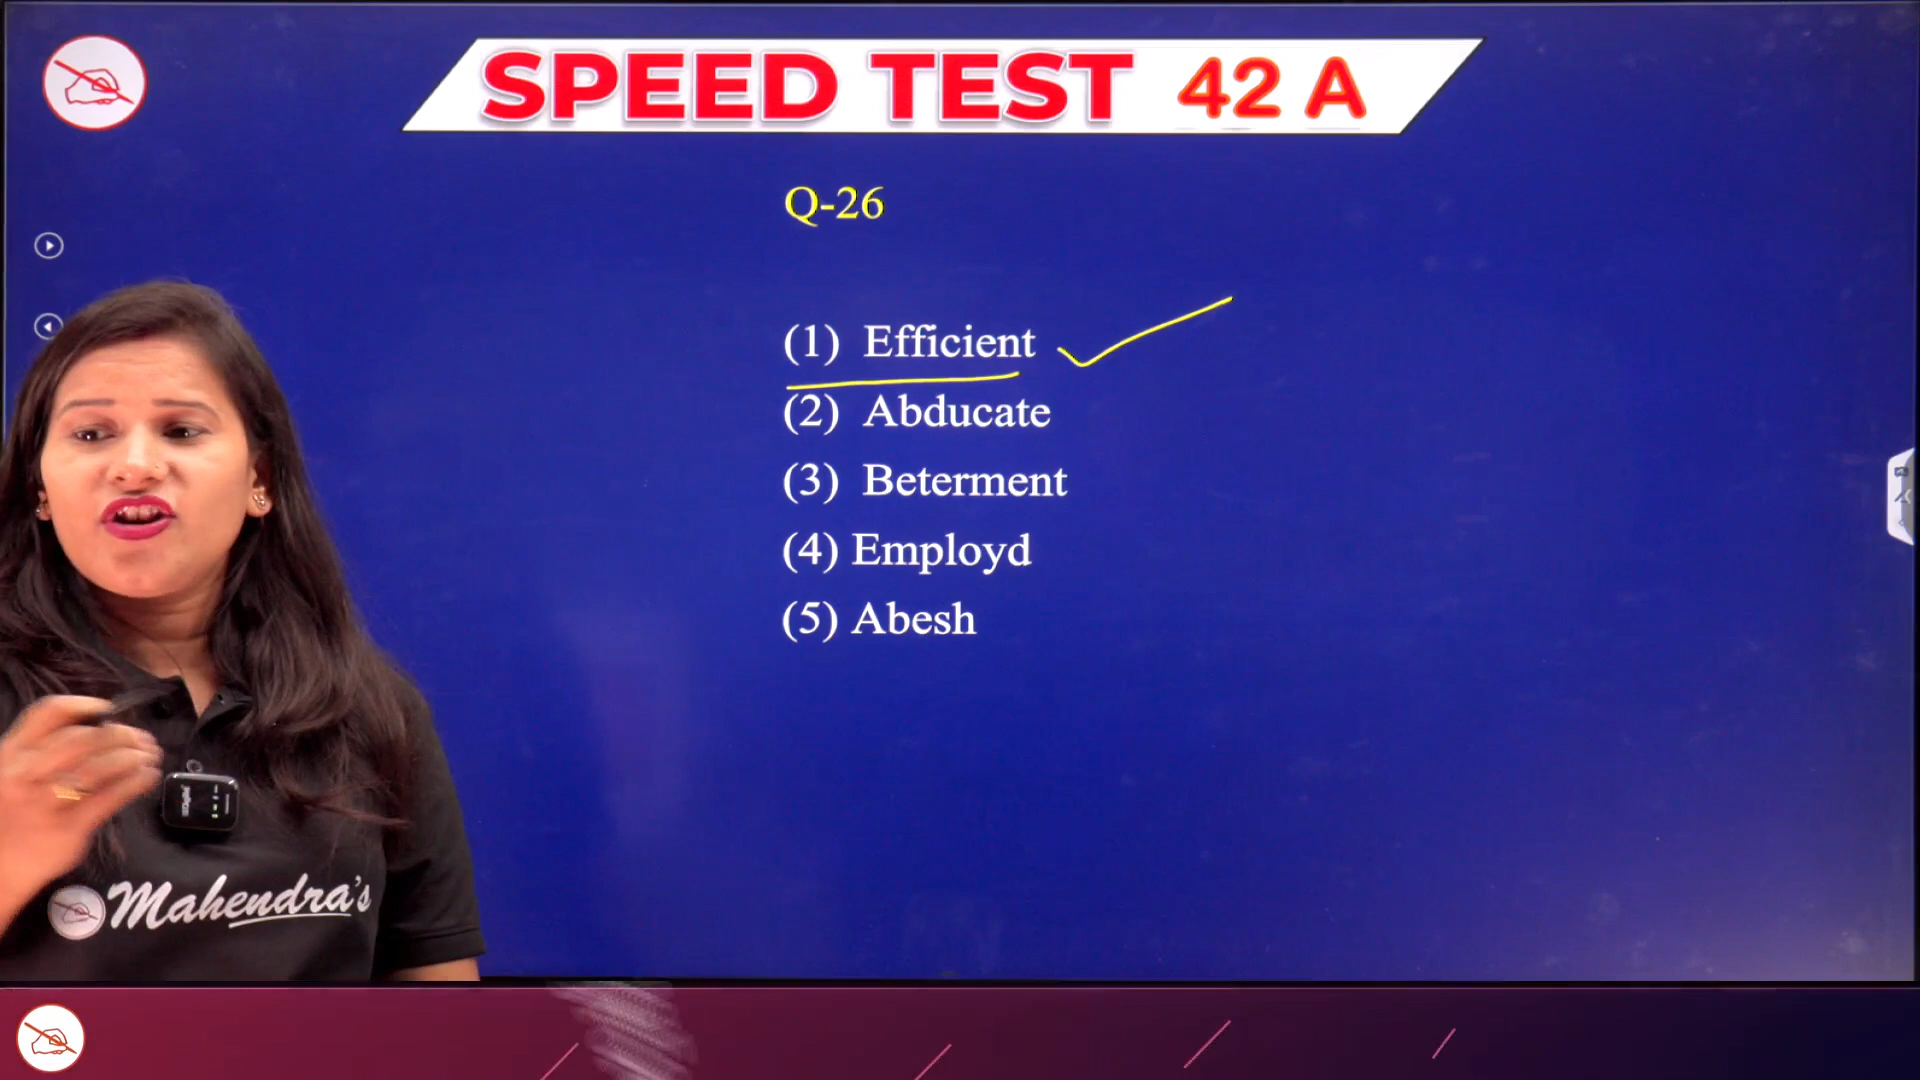 SPEED TEST 42 A
Q-26
(1) Efficient
(2) Abducate
(3) Beterment
(4) Employd
(5) Abesh
Mahendra's